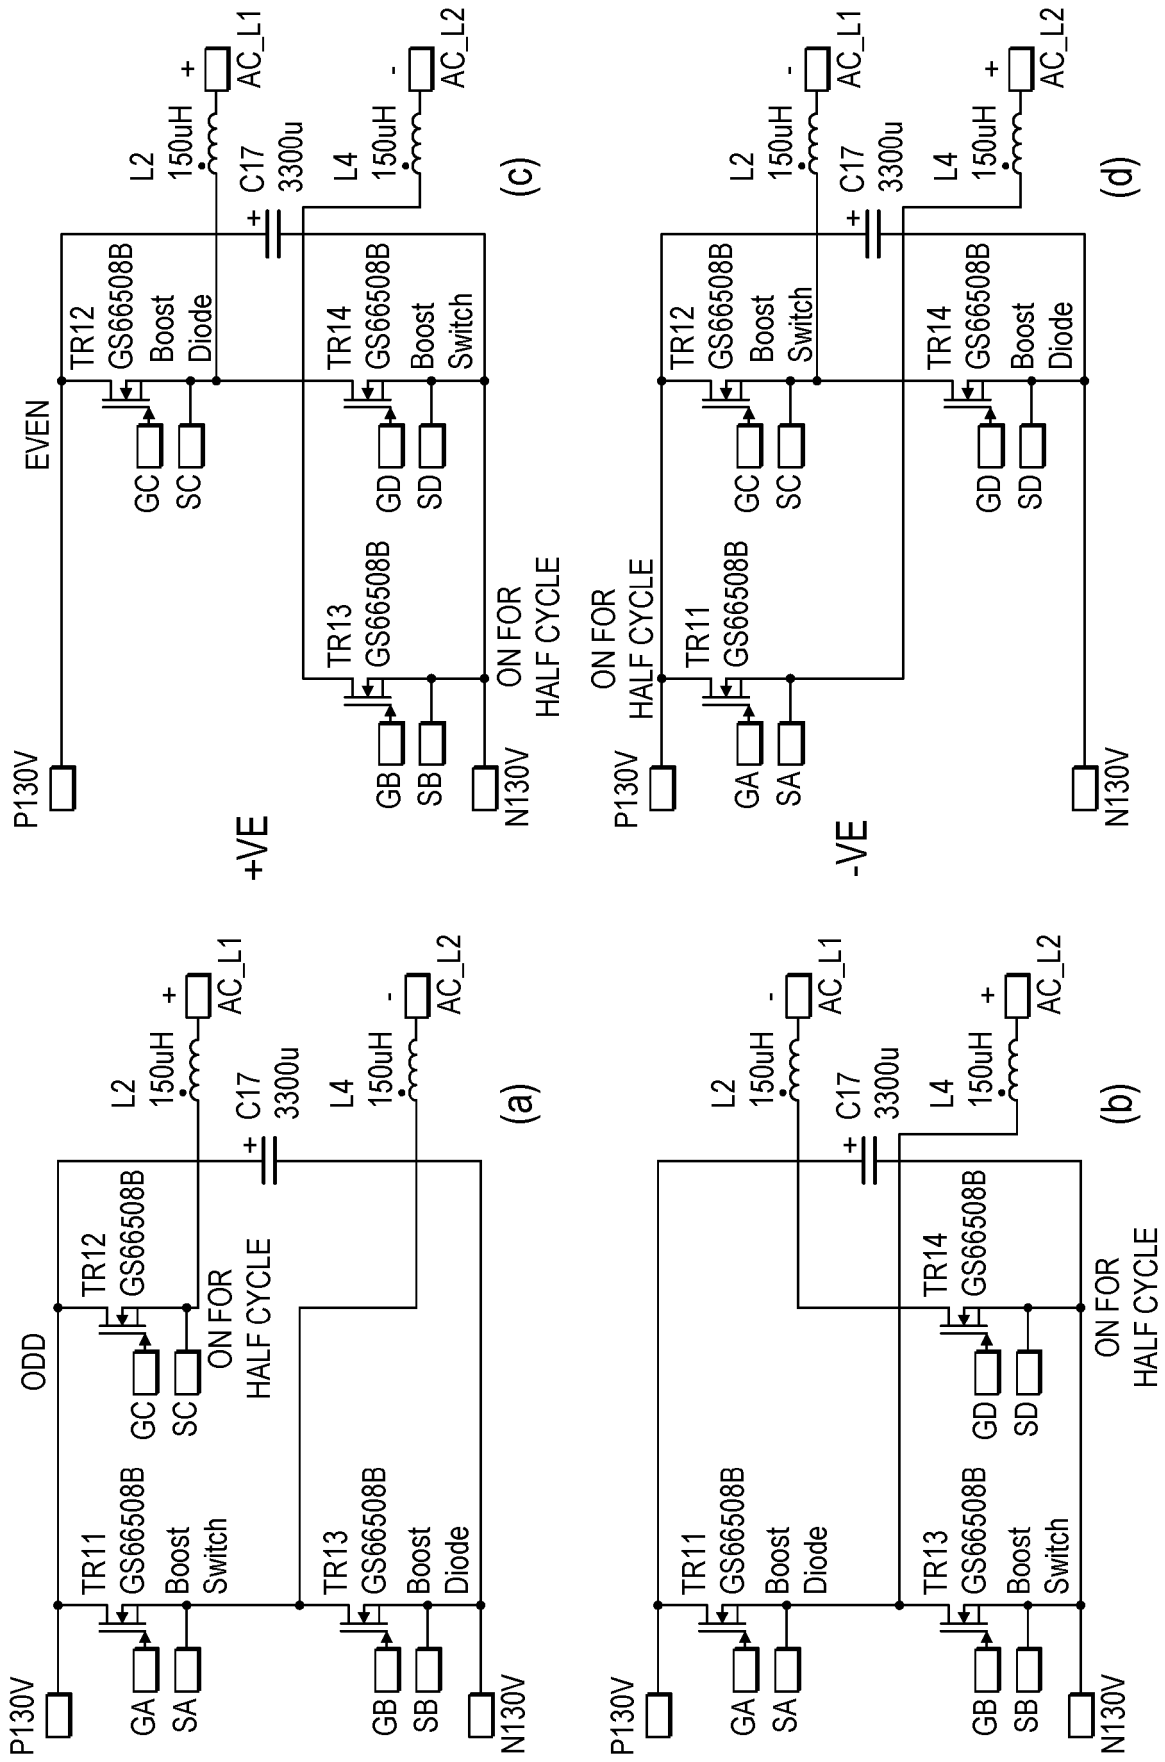 ODD
P130V
TR11
GS66508B
Boost
Switch
GA
SA
TR12
GS66508B
GC
SC
ON FOR
HALF CYCLE
TR13
GS66508B
Boost
Diode
GB
SB
N130V
L2
150uH
+
AC_L1
+
C17
3300u
L4
150uH
-
AC_L2
(a)
+VE
EVEN
P130V
TR12
GS66508B
Boost
Diode
GC
SC
TR13
GS66508B
GB
SB
ON FOR
HALF CYCLE
TR14
GS66508B
Boost
Switch
GD
SD
N130V
L2
150uH
+
AC_L1
+
C17
3300u
L4
150uH
-
AC_L2
(c)
P130V
TR11
GS66508B
Boost
Diode
GA
SA
TR13
GS66508B
Boost
Switch
GB
SB
TR14
GS66508B
GD
SD
ON FOR
HALF CYCLE
N130V
L2
150uH
-
AC_L1
+
C17
3300u
L4
150uH
+
AC_L2
(b)
-VE
ON FOR
HALF CYCLE
P130V
TR11
GS66508B
GA
SA
TR12
GS66508B
Boost
Switch
GC
SC
TR14
GS66508B
Boost
Diode
GD
SD
N130V
L2
150uH
-
AC_L1
+
C17
3300u
L4
150uH
+
AC_L2
(d)